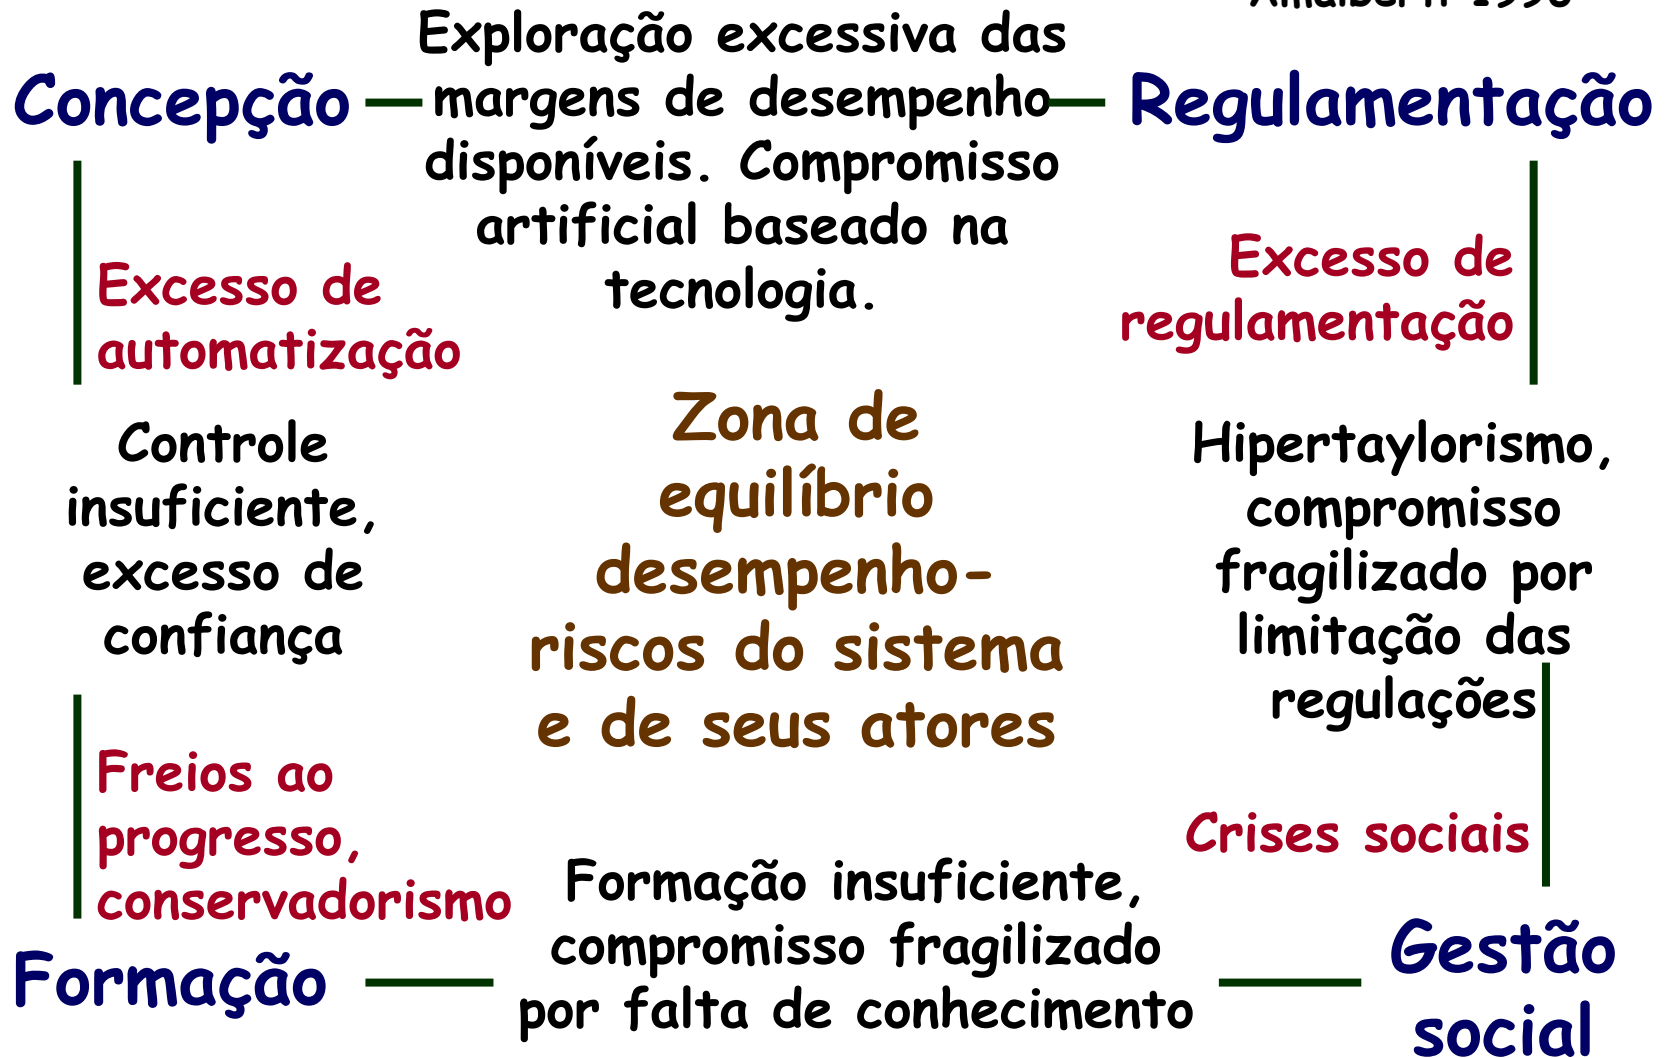 Exploração excessiva das
margens de desempenho
disponíveis. Compromisso
artificial baseado na
tecnologia.
Concepção
Regulamentação
Excesso de
automatização
Excesso de
regulamentação
Controle
insuficiente,
excesso de
confiança
Zona de
equilíbrio
desempenho-
riscos do sistema
e de seus atores
Hipertaylorismo,
compromisso
fragilizado por
limitação das
regulações
Freios ao
progresso,
conservadorismo
Crises sociais
Formação insuficiente,
compromisso fragilizado
por falta de conhecimento
Formação
Gestão
social